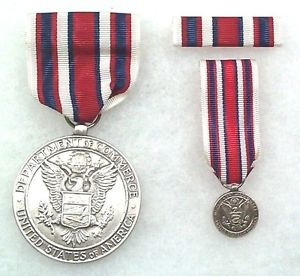 DEPARTMENT OF COMMERCE
UNITED STATES OF AMERICA